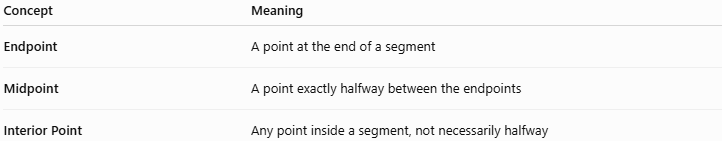 Concept Meaning
Endpoint A point at the end of a segment
Midpoint A point exactly halfway between the endpoints
Interior Point Any point inside a segment, not necessarily halfway